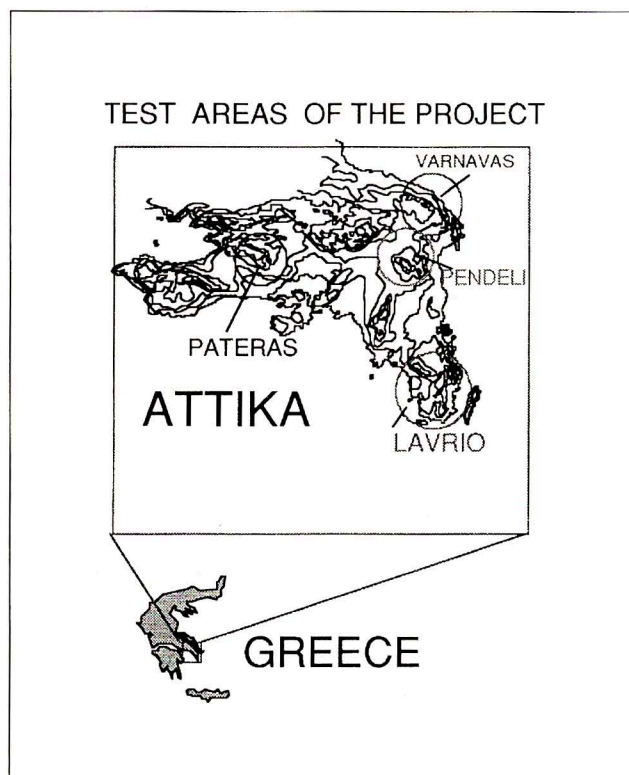 TEST AREAS OF THE PROJECT
VARNAVAS
PENDELI
PATERAS
ATTIKA
LAVRIO
GREECE